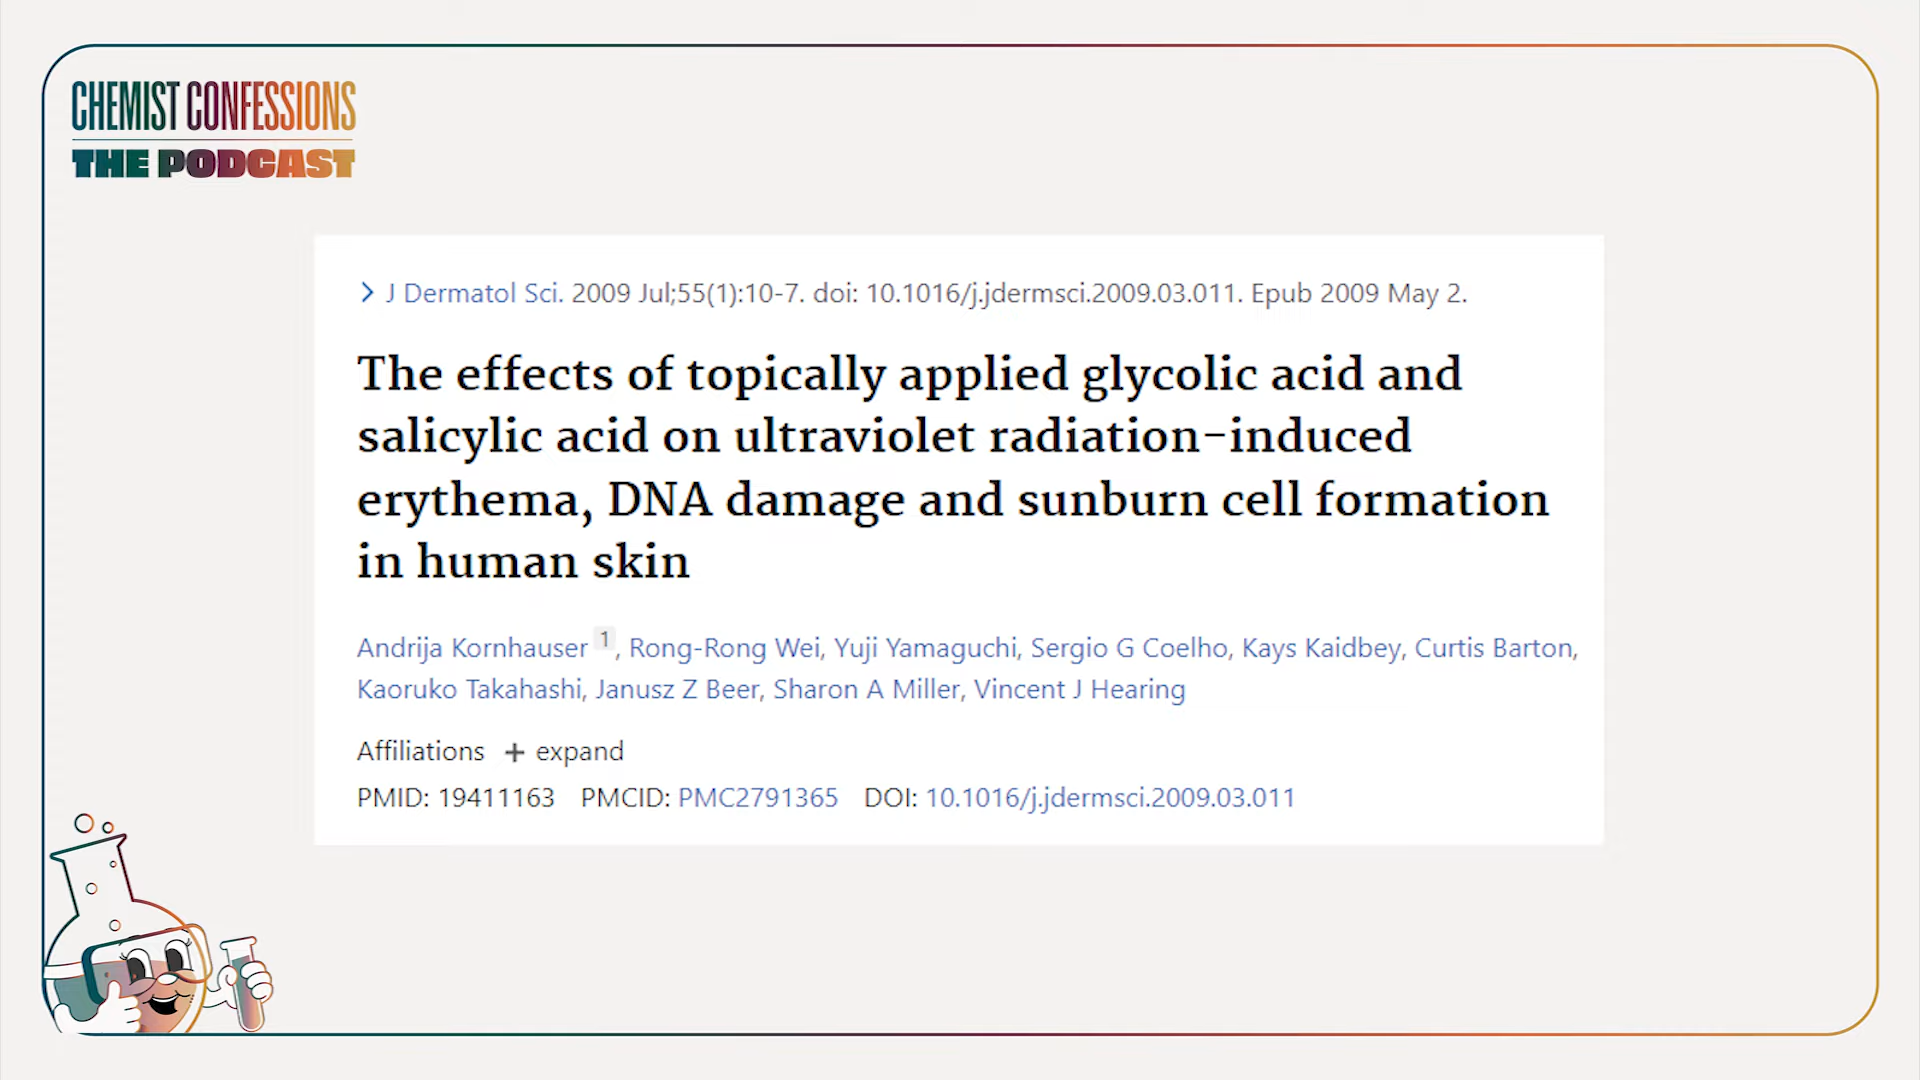 CHEMIST CONFESSIONS
THE PODCAST
J Dermatol Sci. 2009 Jul;55(1):10-7. doi: 10.1016/j.jdermsci.2009.03.011. Epub 2009 May 2.
The effects of topically applied glycolic acid and
salicylic acid on ultraviolet radiation-induced
erythema, DNA damage and sunburn cell formation
in human skin
Andrija Kornhauser 1, Rong-Rong Wei, Yuji Yamaguchi, Sergio G Coelho, Kays Kaidbey, Curtis Barton,
Kaoruko Takahashi, Janusz Z Beer, Sharon A Miller, Vincent J Hearing
Affiliations + expand
PMID: 19411163 PMCID: PMC2791365 DOI: 10.1016/j.jdermsci.2009.03.011